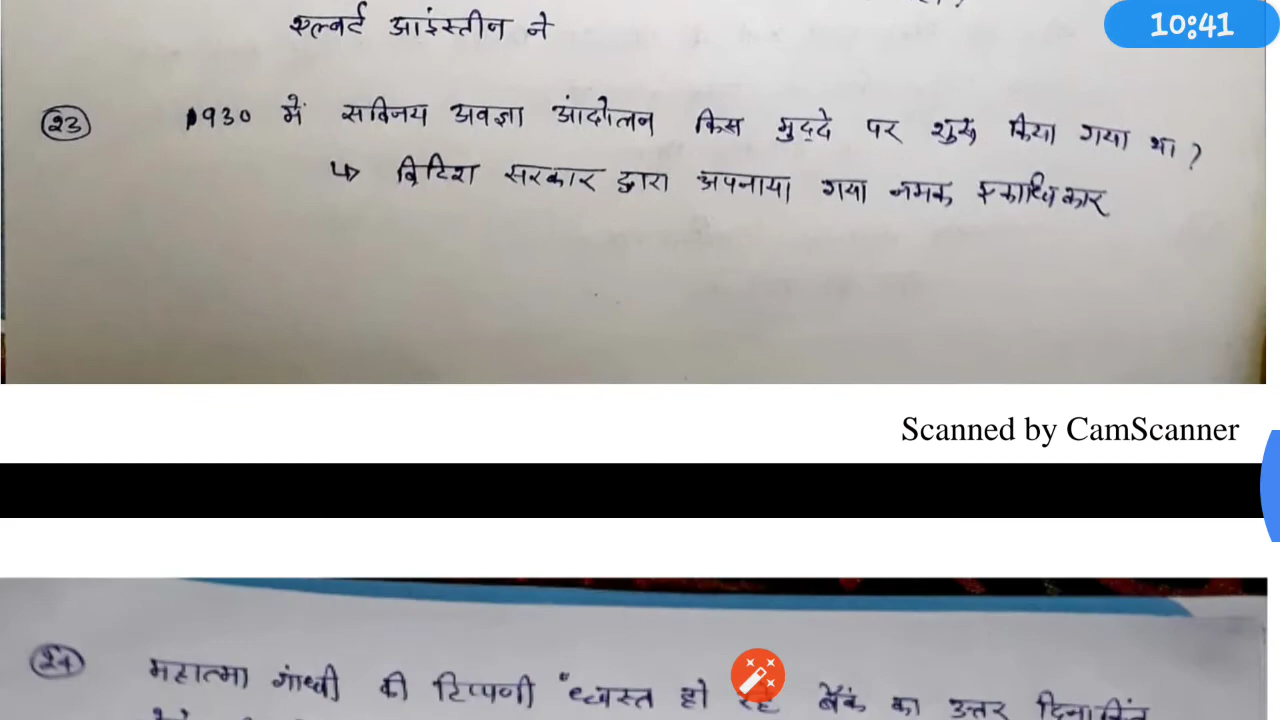 एल्बर्ट आइंस्तीन ने
10:41
23 1930 में सविनय अवज्ञा आंदोलन किस मुद्दे पर शुरू किया गया था ?
↳ ब्रिटिश सरकार द्वारा अपनाया गया नमक एकाधिकार
Scanned by CamScanner
24 महात्मा गांधी की टिप्पणी "ध्वस्त हो रहे बैंक का उत्तर